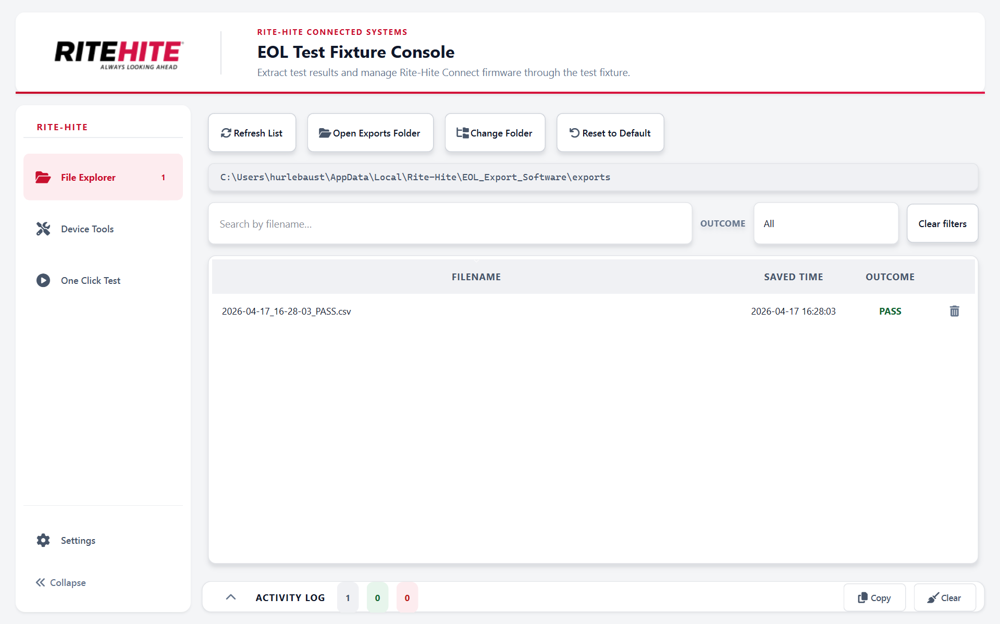 RITEHITE
ALWAYS LOOKING AHEAD
RITE-HITE CONNECTED SYSTEMS
EOL Test Fixture Console
Extract test results and manage Rite-Hite Connect firmware through the test fixture.
RITE-HITE
File Explorer 1
Device Tools
One Click Test
Settings
Collapse
Refresh List Open Exports Folder Change Folder Reset to Default
C:\Users\hurlebaust\AppData\Local\Rite-Hite\EOL_Export_Software\exports
Search by filename... OUTCOME All Clear filters
FILENAME SAVED TIME OUTCOME
2026-04-17_16-28-03_PASS.csv 2026-04-17 16:28:03 PASS
ACTIVITY LOG 1 0 0 Copy Clear